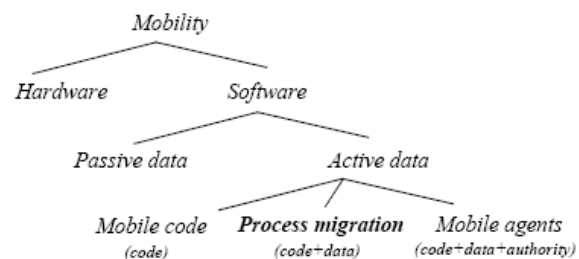 Mobility
Hardware Software
Passive data Active data
Mobile code Process migration Mobile agents
(code) (code+data) (code+data+authority)